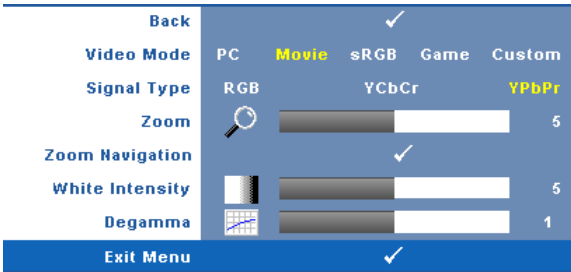 Back
Video Mode PC Movie sRGB Game Custom
Signal Type RGB YCbCr YPbPr
Zoom 5
Zoom Navigation
White Intensity 5
Degamma 1
Exit Menu